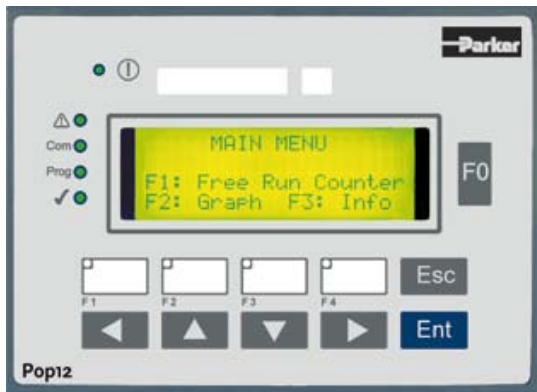 Parker
Com
Prog
MAIN MENU
F1: Free Run Counter
F2: Graph F3: Info
F0
F1
F2
F3
F4
Esc
Ent
Pop12